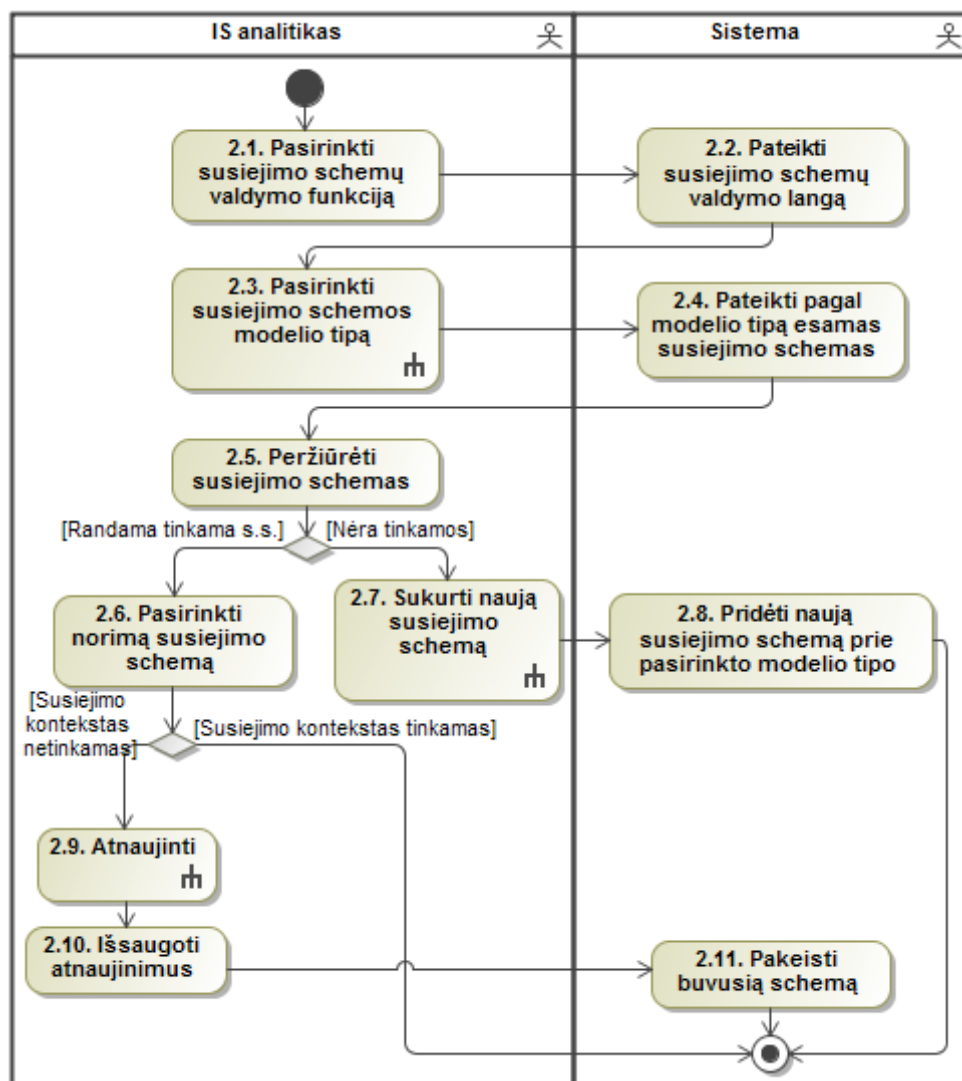 IS analitikas
Sistema
2.1. Pasirinkti
susiejimo schemų
valdymo funkciją
2.2. Pateikti
susiejimo schemų
valdymo langą
2.3. Pasirinkti
susiejimo schemos
modelio tipą
2.4. Pateikti pagal
modelio tipą esamas
susiejimo schemas
2.5. Peržiūrėti
susiejimo schemas
[Randama tinkama s.s.]
[Nėra tinkamos]
2.6. Pasirinkti
norimą susiejimo
schemą
2.7. Sukurti naują
susiejimo
schemą
2.8. Pridėti naują
susiejimo schemą prie
pasirinkto modelio tipo
[Susiejimo
kontekstas
netinkamas]
[Susiejimo kontekstas tinkamas]
2.9. Atnaujinti
2.10. Išsaugoti
atnaujinimus
2.11. Pakeisti
buvusią schemą